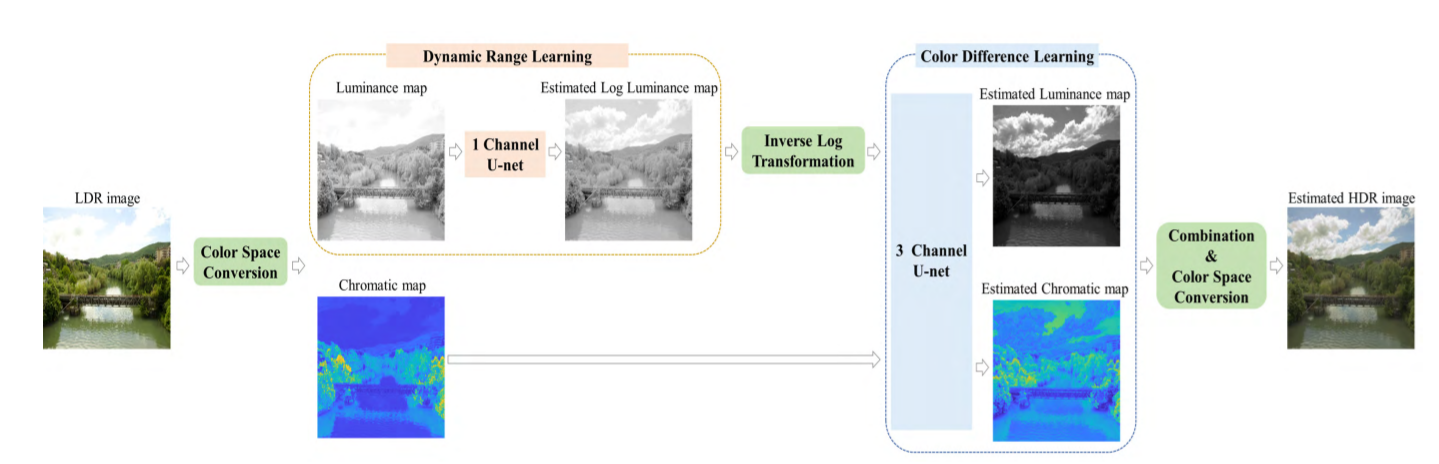 LDR image
Color Space
Conversion
Dynamic Range Learning
Luminance map
1 Channel
U-net
Estimated Log Luminance map
Chromatic map
Inverse Log
Transformation
Color Difference Learning
3 Channel
U-net
Estimated Luminance map
Estimated Chromatic map
Combination
&
Color Space
Conversion
Estimated HDR image